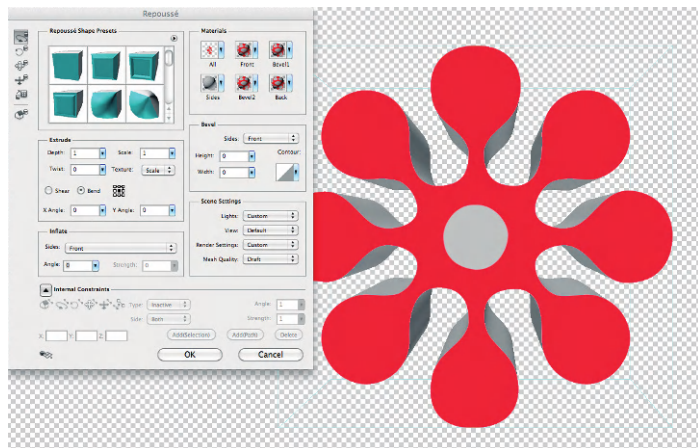 Repoussé
Repoussé Shape Presets
Materials
All Front Bevel1
Sides Bevel2 Back
Extrude
Depth: 1 Scale: 1
Twist: 0 Texture: Scale
Shear Bend
X Angle: 0 Y Angle: 0
Inflate
Sides: Front
Angle: 0 Strength: 0
Bevel
Sides: Front
Height: 0 Contour:
Width: 0
Scene Settings
Lights: Custom
View: Default
Render Settings: Custom
Mesh Quality: Draft
Internal Constraints
Type: Inactive Angle: 1
Side: Both Strength: 1
X: Y: Z: Add(Selection) Add(Path) Delete
OK Cancel